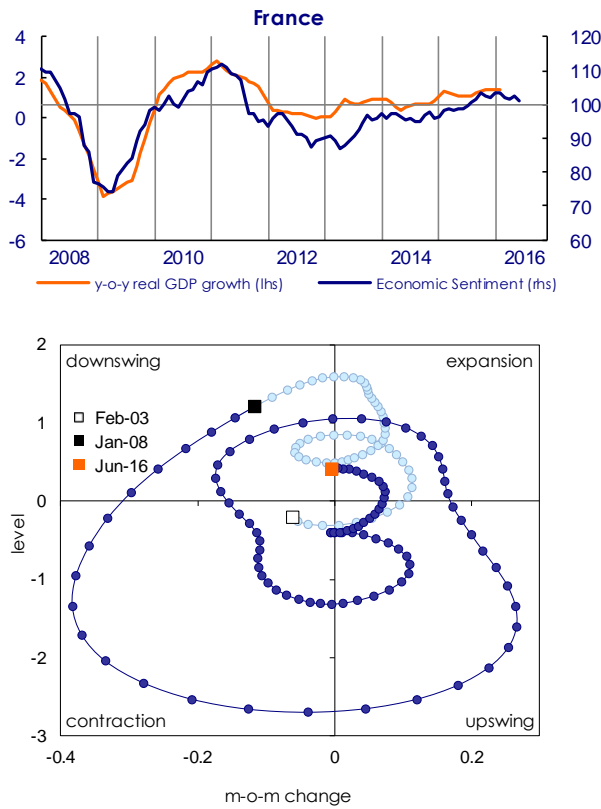 France
4 120
2 110
0 100
-2 90
-4 80
70
-6 60
2008 2010 2012 2014 2016
y-o-y real GDP growth (lhs) Economic Sentiment (rhs)
2
downswing expansion
Feb-03
1
Jan-08
Jun-16
0
level
-1
-2
contraction upswing
-3
-0.4 -0.2 0 0.2
m-o-m change